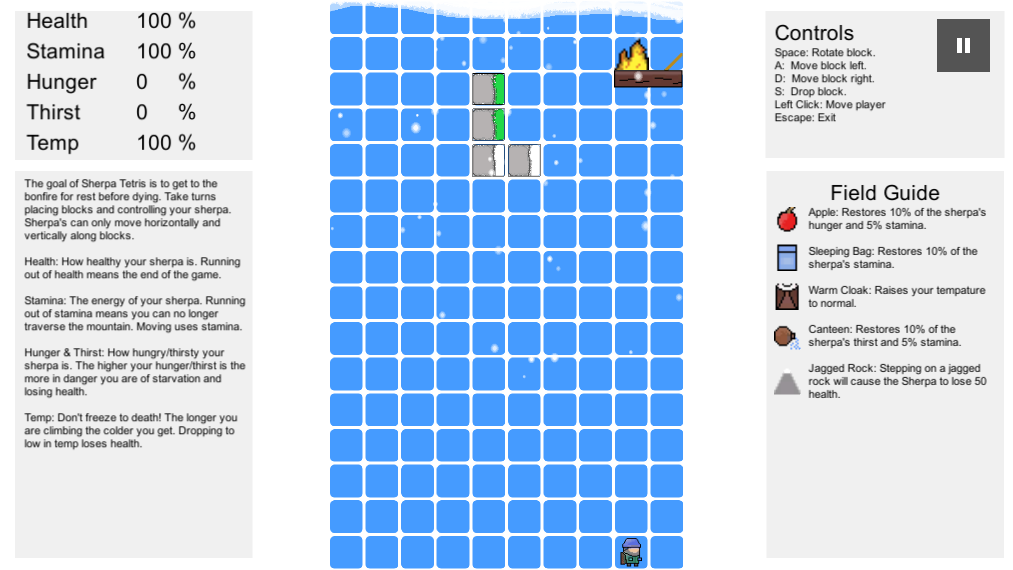 Health 100 %
Stamina 100 %
Hunger 0 %
Thirst 0 %
Temp 100 %
The goal of Sherpa Tetris is to get to the
bonfire for rest before dying. Take turns
placing blocks and controlling your sherpa.
Sherpa's can only move horizontally and
vertically along blocks.
Health: How healthy your sherpa is. Running
out of health means the end of the game.
Stamina: The energy of your sherpa. Running
out of stamina means you can no longer
traverse the mountain. Moving uses stamina.
Hunger & Thirst: How hungry/thirsty your
sherpa is. The higher your hunger/thirst is the
more in danger you are of starvation and
losing health.
Temp: Don't freeze to death! The longer you
are climbing the colder you get. Dropping to
low in temp loses health.
Controls
Space: Rotate block.
A: Move block left.
D: Move block right.
S: Drop block.
Left Click: Move player
Escape: Exit
Field Guide
Apple: Restores 10% of the sherpa's
hunger and 5% stamina.
Sleeping Bag: Restores 10% of the
sherpa's stamina.
Warm Cloak: Raises your tempature
to normal.
Canteen: Restores 10% of the
sherpa's thirst and 5% stamina.
Jagged Rock: Stepping on a jagged
rock will cause the Sherpa to lose 50
health.